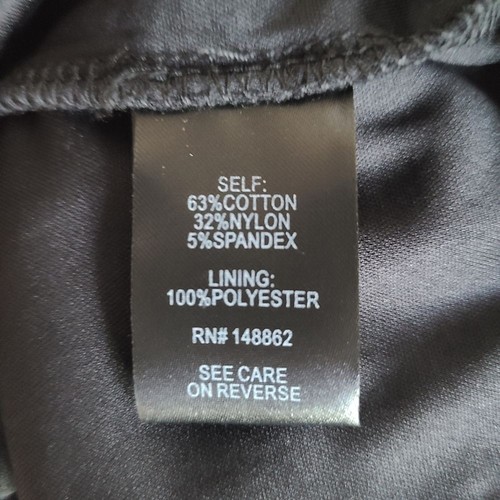 SELF:
63%COTTON
32%NYLON
5%SPANDEX
LINING:
100%POLYESTER
RN# 148862
SEE CARE
ON REVERSE